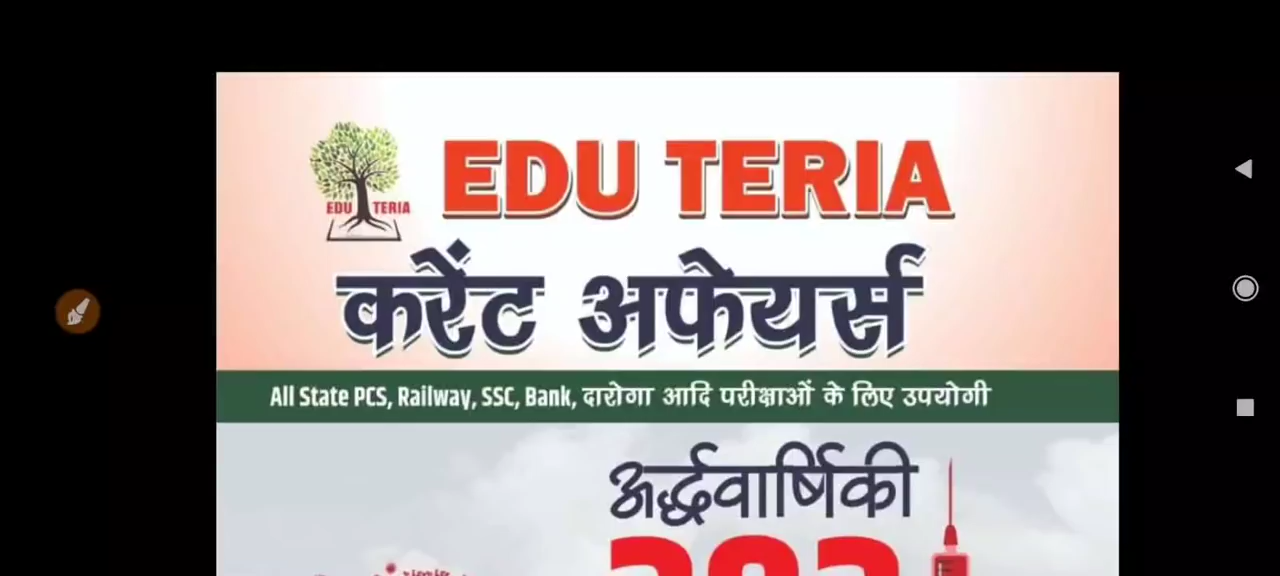 EDU TERIA
EDU TERIA
करेंट अफेयर्स
All State PCS, Railway, SSC, Bank, दारोगा आदि परीक्षाओं के लिए उपयोगी
अर्द्धवार्षिकी